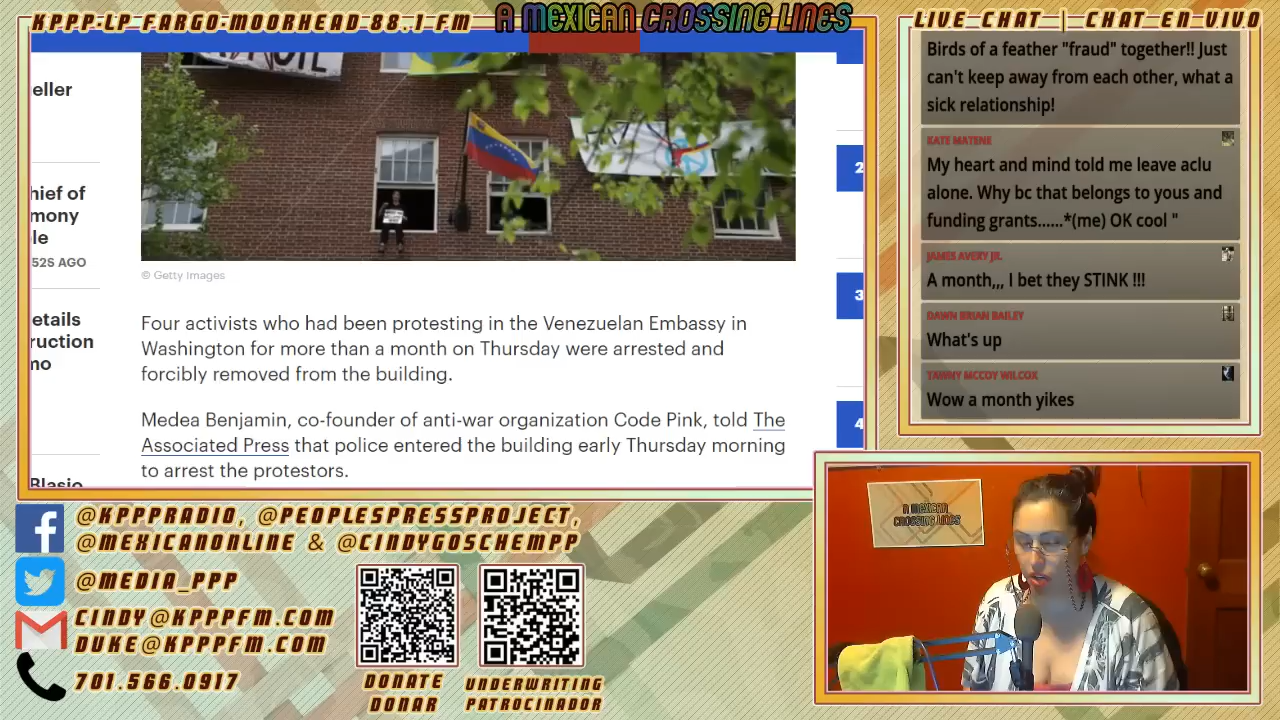 KPPP-LP FARGO-MOORHEAD 88.1 FM
A MEXICAN CROSSING LINES
LIVE CHAT | CHAT EN VIVO
eller
hief of
mony
le
52S AGO
etails
ruction
mo
Blasio
© Getty Images
Four activists who had been protesting in the Venezuelan Embassy in
Washington for more than a month on Thursday were arrested and
forcibly removed from the building.
Medea Benjamin, co-founder of anti-war organization Code Pink, told The
Associated Press that police entered the building early Thursday morning
to arrest the protestors.
2
3
4
Birds of a feather "fraud" together!! Just
can't keep away from each other, what a
sick relationship!
KATE MATENE
My heart and mind told me leave aclu
alone. Why bc that belongs to yous and
funding grants......*(me) OK cool "
JAMES AVERY JR.
A month,,, I bet they STINK !!!
DAWN BRIAN BAILEY
What's up
TAWNY MCCOY WILCOX
Wow a month yikes
A MEXICAN
CROSSING LINES
@KPPPRADIO, @PEOPLESPRESSPROJECT,
@MEXICANONLINE & @CINDYGOSCHEMPP
@MEDIA_PPP
CINDY@KPPPFM.COM
DUKE@KPPPFM.COM
701.566.0917
DONATE
DONAR
UNDERWRITING
PATROCINADOR